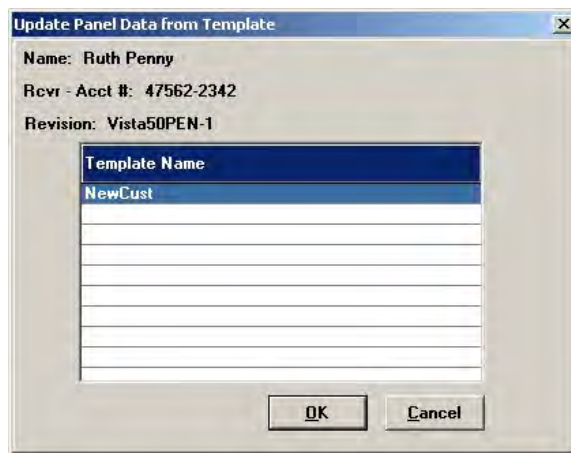 Update Panel Data from Template
Name: Ruth Penny
Rcvr - Acct #: 47562-2342
Revision: Vista50PEN-1
Template Name
NewCust
OK
Cancel